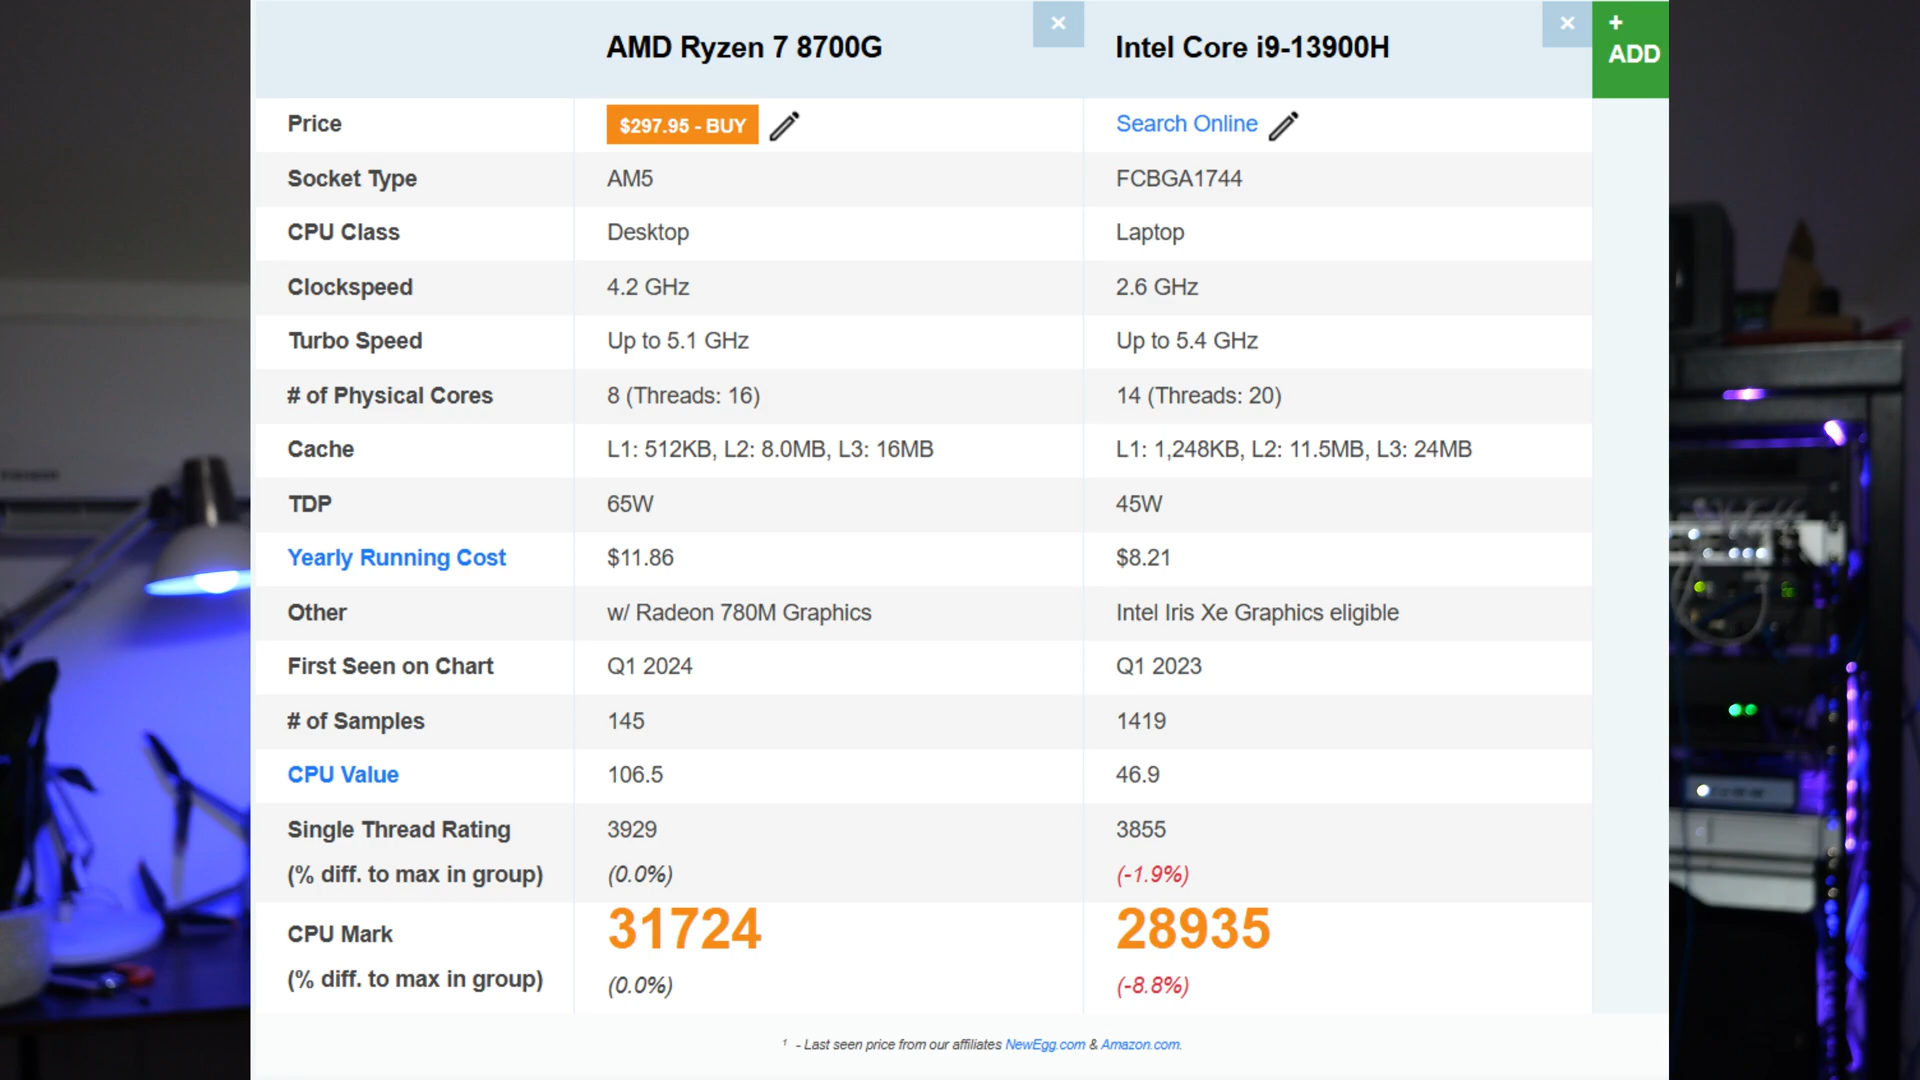 AMD Ryzen 7 8700G × Intel Core i9-13900H × + ADD
Price $297.95 - BUY Search Online
Socket Type AM5 FCBGA1744
CPU Class Desktop Laptop
Clockspeed 4.2 GHz 2.6 GHz
Turbo Speed Up to 5.1 GHz Up to 5.4 GHz
# of Physical Cores 8 (Threads: 16) 14 (Threads: 20)
Cache L1: 512KB, L2: 8.0MB, L3: 16MB L1: 1,248KB, L2: 11.5MB, L3: 24MB
TDP 65W 45W
Yearly Running Cost $11.86 $8.21
Other w/ Radeon 780M Graphics Intel Iris Xe Graphics eligible
First Seen on Chart Q1 2024 Q1 2023
# of Samples 145 1419
CPU Value 106.5 46.9
Single Thread Rating 3929 3855
(% diff. to max in group) (0.0%) (-1.9%)
CPU Mark 31724 28935
(% diff. to max in group) (0.0%) (-8.8%)
1 - Last seen price from our affiliates NewEgg.com & Amazon.com.